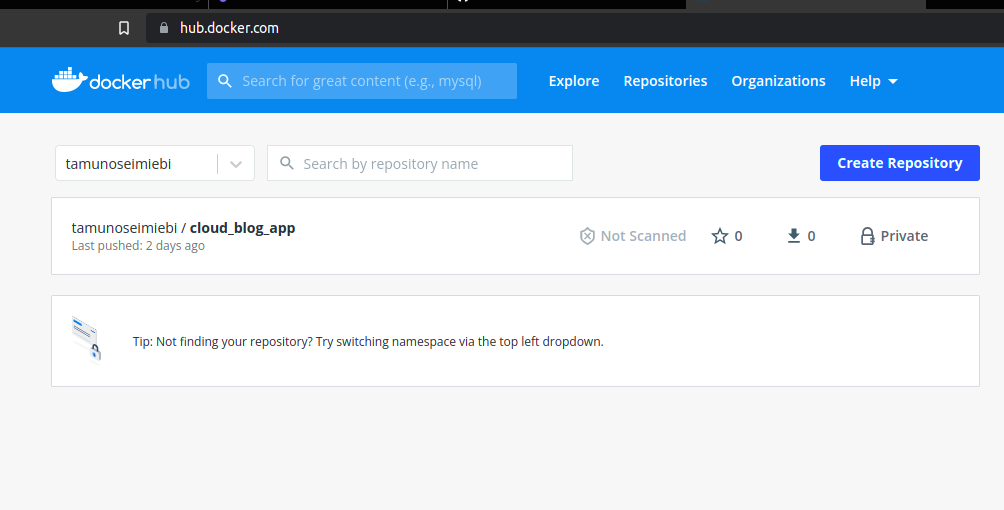 hub.docker.com
docker hub
Search for great content (e.g., mysql)
Explore
Repositories
Organizations
Help
tamunoseimiebi
Search by repository name
Create Repository
tamunoseimiebi / cloud_blog_app
Last pushed: 2 days ago
Not Scanned
0
0
Private
Tip: Not finding your repository? Try switching namespace via the top left dropdown.